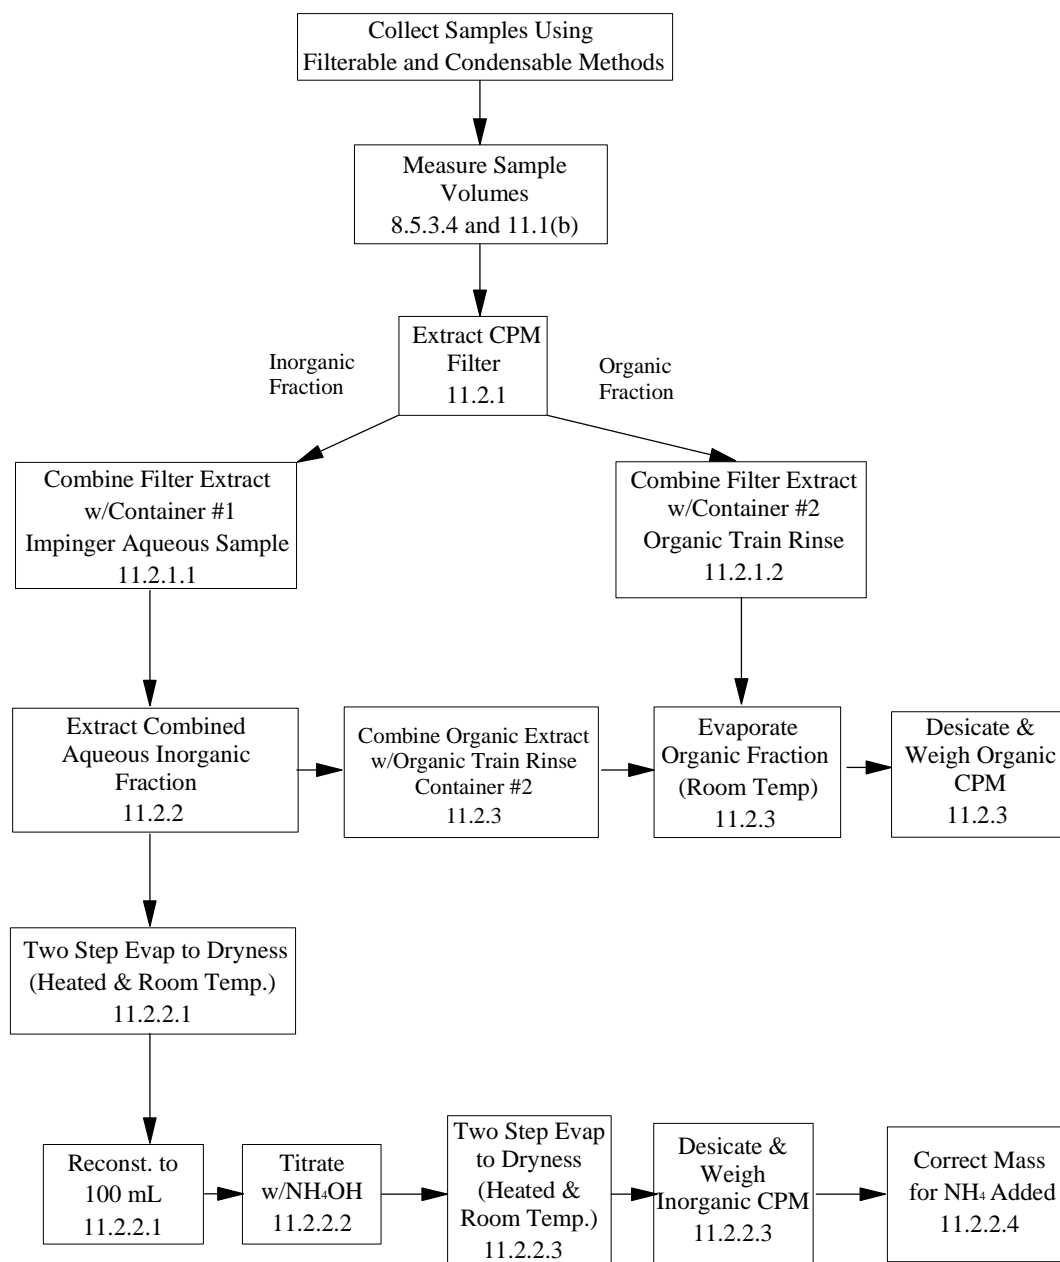 Collect Samples Using
Filterable and Condensable Methods
Measure Sample
Volumes
8.5.3.4 and 11.1(b)
Extract CPM
Filter
11.2.1
Inorganic
Fraction
Organic
Fraction
Combine Filter Extract
w/Container #1
Impinger Aqueous Sample
11.2.1.1
Combine Filter Extract
w/Container #2
Organic Train Rinse
11.2.1.2
Extract Combined
Aqueous Inorganic
Fraction
11.2.2
Combine Organic Extract
w/Organic Train Rinse
Container #2
11.2.3
Evaporate
Organic Fraction
(Room Temp)
11.2.3
Desicate &
Weigh Organic
CPM
11.2.3
Two Step Evap to Dryness
(Heated & Room Temp.)
11.2.2.1
Reconst. to
100 mL
11.2.2.1
Titrate
w/NH₄OH
11.2.2.2
Two Step Evap
to Dryness
(Heated &
Room Temp.)
11.2.2.3
Desicate &
Weigh
Inorganic CPM
11.2.2.3
Correct Mass
for NH₄ Added
11.2.2.4